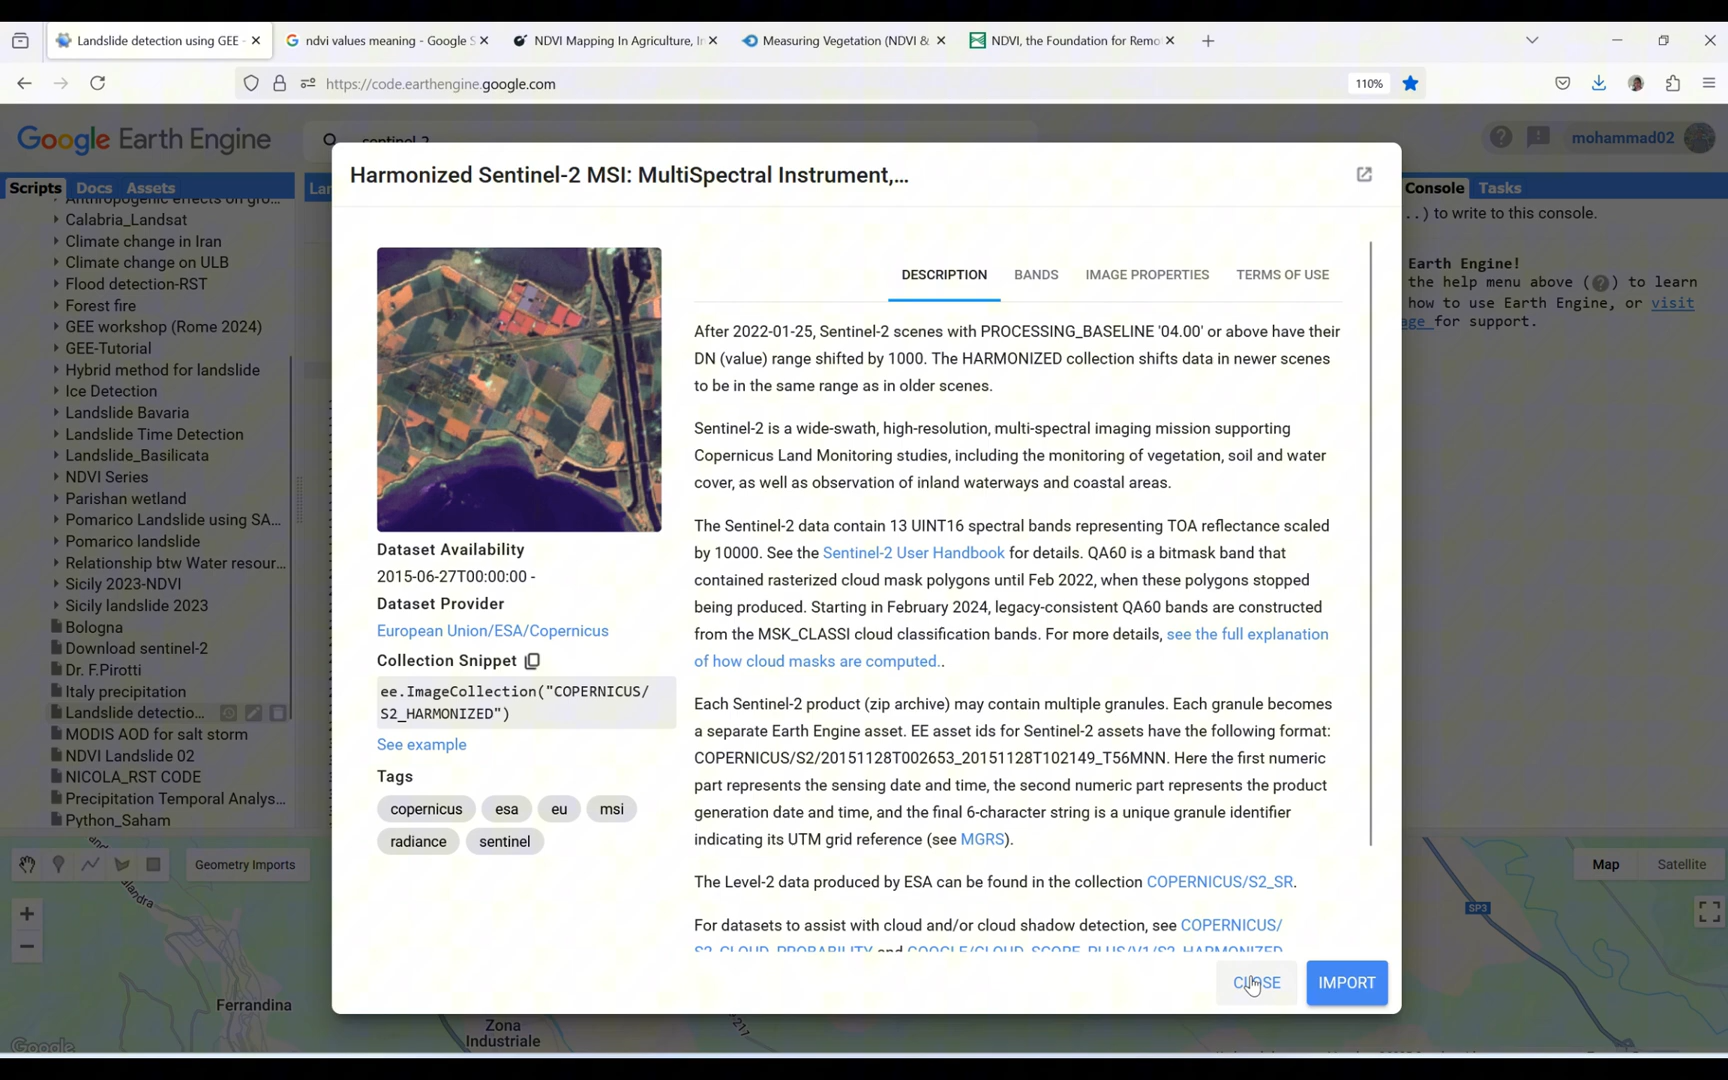 Landslide detection using GEE -
ndvi values meaning - Google S
NDVI Mapping In Agriculture, In
Measuring Vegetation (NDVI &
NDVI, the Foundation for Remo
https://code.earthengine.google.com
110%
Google Earth Engine
sentinel-2
mohammad02
Scripts Docs Assets
Anthropogenic effects on gro...
Calabria_Landsat
Climate change in Iran
Climate change on ULB
Flood detection-RST
Forest fire
GEE workshop (Rome 2024)
GEE-Tutorial
Hybrid method for landslide
Ice Detection
Landslide Bavaria
Landslide Time Detection
Landslide_Basilicata
NDVI Series
Parishan wetland
Pomarico Landslide using SA...
Pomarico landslide
Relationship btw Water resour...
Sicily 2023-NDVI
Sicily landslide 2023
Bologna
Download sentinel-2
Dr. F.Pirotti
Italy precipitation
Landslide detectio...
MODIS AOD for salt storm
NDVI Landslide 02
NICOLA_RST CODE
Precipitation Temporal Analys...
Python_Saham
Lan
Harmonized Sentinel-2 MSI: MultiSpectral Instrument,...
Dataset Availability
2015-06-27T00:00:00 -
Dataset Provider
European Union/ESA/Copernicus
Collection Snippet
ee.ImageCollection("COPERNICUS/
S2_HARMONIZED")
See example
Tags
copernicus esa eu msi
radiance sentinel
DESCRIPTION BANDS IMAGE PROPERTIES TERMS OF USE
After 2022-01-25, Sentinel-2 scenes with PROCESSING_BASELINE '04.00' or above have their
DN (value) range shifted by 1000. The HARMONIZED collection shifts data in newer scenes
to be in the same range as in older scenes.
Sentinel-2 is a wide-swath, high-resolution, multi-spectral imaging mission supporting
Copernicus Land Monitoring studies, including the monitoring of vegetation, soil and water
cover, as well as observation of inland waterways and coastal areas.
The Sentinel-2 data contain 13 UINT16 spectral bands representing TOA reflectance scaled
by 10000. See the Sentinel-2 User Handbook for details. QA60 is a bitmask band that
contained rasterized cloud mask polygons until Feb 2022, when these polygons stopped
being produced. Starting in February 2024, legacy-consistent QA60 bands are constructed
from the MSK_CLASSI cloud classification bands. For more details, see the full explanation
of how cloud masks are computed..
Each Sentinel-2 product (zip archive) may contain multiple granules. Each granule becomes
a separate Earth Engine asset. EE asset ids for Sentinel-2 assets have the following format:
COPERNICUS/S2/20151128T002653_20151128T102149_T56MNN. Here the first numeric
part represents the sensing date and time, the second numeric part represents the product
generation date and time, and the final 6-character string is a unique granule identifier
indicating its UTM grid reference (see MGRS).
The Level-2 data produced by ESA can be found in the collection COPERNICUS/S2_SR.
For datasets to assist with cloud and/or cloud shadow detection, see COPERNICUS/
S2_CLOUD_PROBABILITY and GOOGLE/CLOUD_SCORE_PLUS/V1/S2_HARMONIZED
CLOSE IMPORT
Console Tasks
..) to write to this console.
Earth Engine!
the help menu above (?) to learn
how to use Earth Engine, or visit
age for support.
Geometry Imports
Map Satellite
SP3
Ferrandina
Zona
Industriale
Google